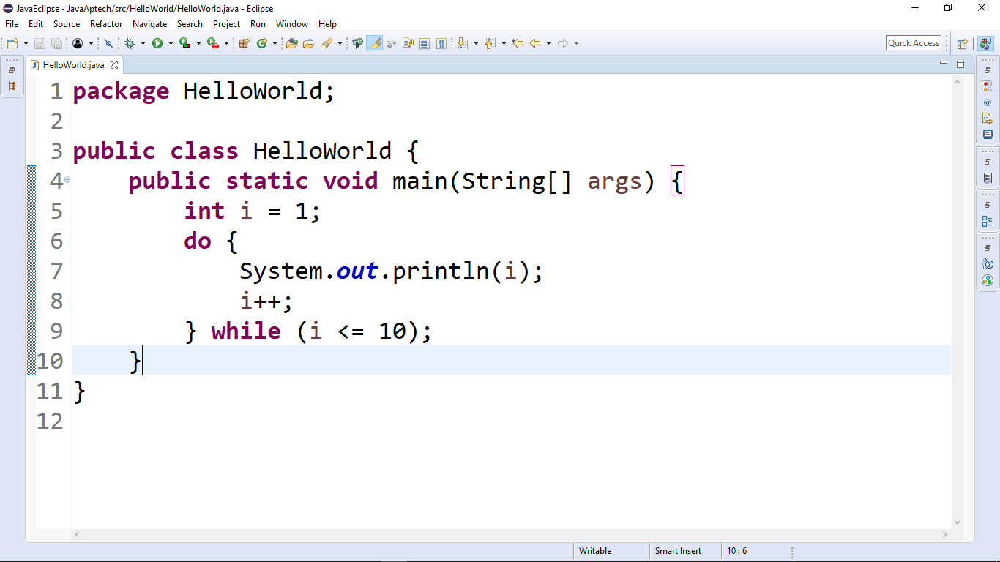 JavaEclipse - JavaAptech/src/HelloWorld/HelloWorld.java - Eclipse
File Edit Source Refactor Navigate Search Project Run Window Help
Quick Access
HelloWorld.java
1 package HelloWorld;
2
3 public class HelloWorld {
4 public static void main(String[] args) {
5 int i = 1;
6 do {
7 System.out.println(i);
8 i++;
9 } while (i <= 10);
10 }
11 }
12
Writable Smart Insert 10 : 6